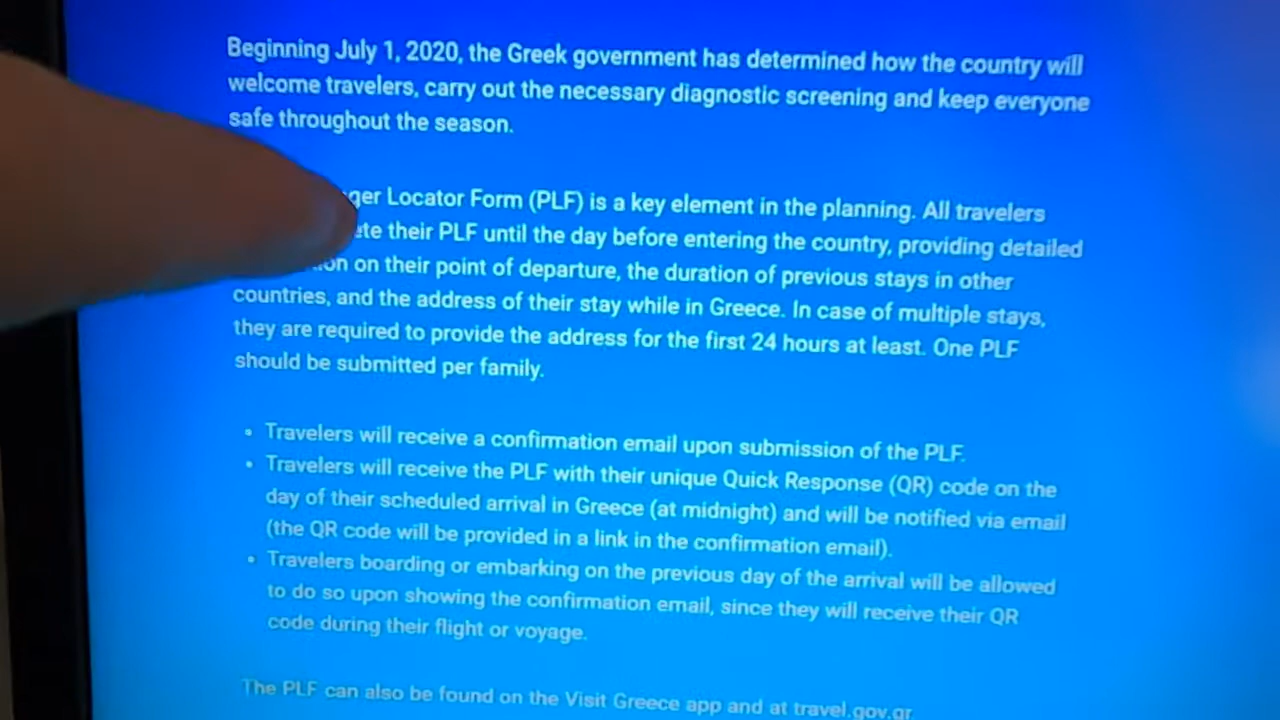 Beginning July 1, 2020, the Greek government has determined how the country will
welcome travelers, carry out the necessary diagnostic screening and keep everyone
safe throughout the season.
Locator Form (PLF) is a key element in the planning. All travelers
their PLF until the day before entering the country, providing detailed
on their point of departure, the duration of previous stays in other
countries, and the address of their stay while in Greece. In case of multiple stays,
they are required to provide the address for the first 24 hours at least. One PLF
should be submitted per family.
• Travelers will receive a confirmation email upon submission of the PLF.
• Travelers will receive the PLF with their unique Quick Response (QR) code on the
day of their scheduled arrival in Greece (at midnight) and will be notified via email
(the QR code will be provided in a link in the confirmation email).
• Travelers boarding or embarking on the previous day of the arrival will be allowed
to do so upon showing the confirmation email, since they will receive their QR
code during their flight or voyage.
The PLF can also be found on the Visit Greece app and at travel.gov.gr